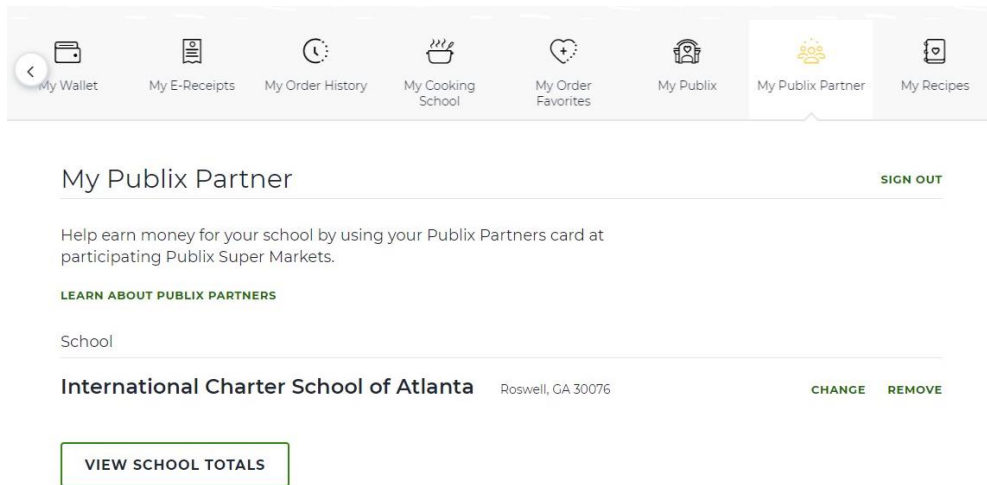 My Wallet
My E-Receipts
My Order History
My Cooking
School
My Order
Favorites
My Publix
My Publix Partner
My Recipes
My Publix Partner
SIGN OUT
Help earn money for your school by using your Publix Partners card at
participating Publix Super Markets.
LEARN ABOUT PUBLIX PARTNERS
School
International Charter School of Atlanta Roswell, GA 30076 CHANGE REMOVE
VIEW SCHOOL TOTALS